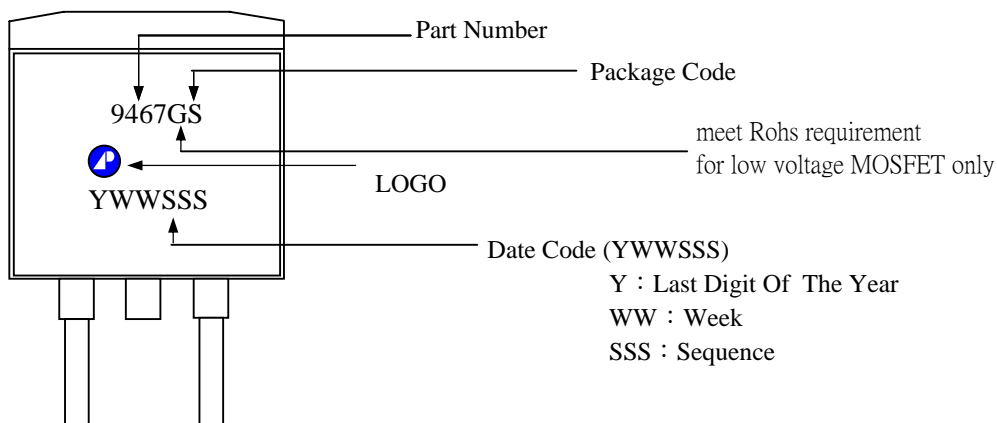 Part Number
Package Code
9467GS
meet Rohs requirement
for low voltage MOSFET only
LOGO
YWWSSS
Date Code (YWWSSS)
Y：Last Digit Of The Year
WW：Week
SSS：Sequence